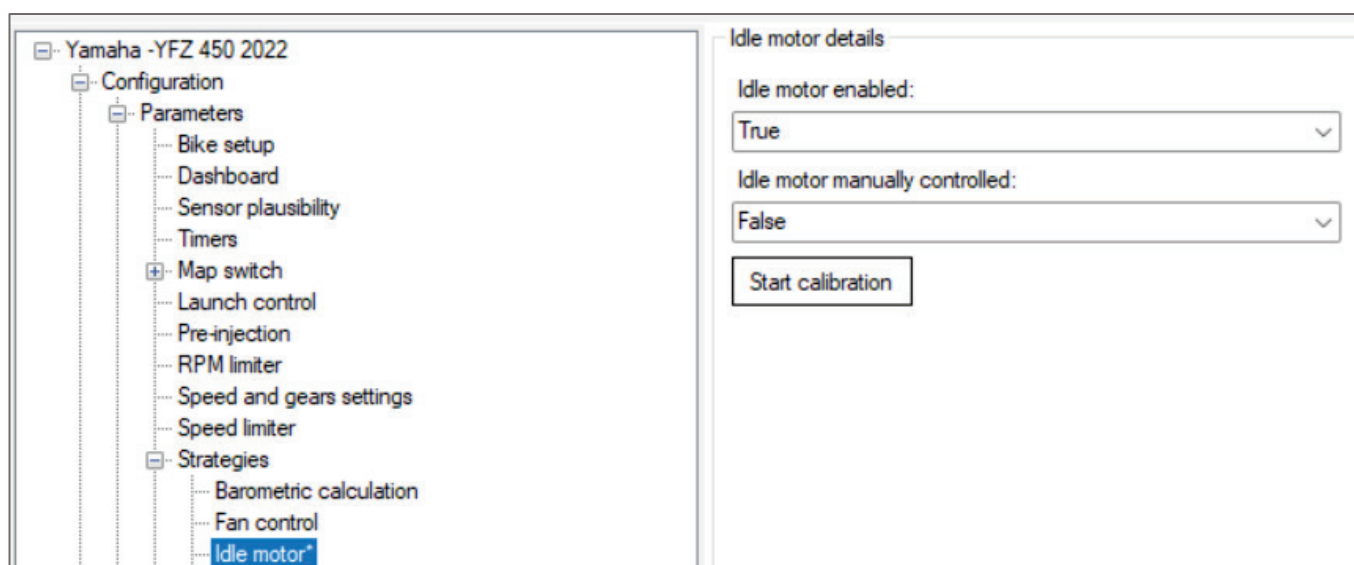 Yamaha -YFZ 450 2022
Configuration
Parameters
Bike setup
Dashboard
Sensor plausibility
Timers
Map switch
Launch control
Pre-injection
RPM limiter
Speed and gears settings
Speed limiter
Strategies
Barometric calculation
Fan control
Idle motor*
Idle motor details
Idle motor enabled:
True
Idle motor manually controlled:
False
Start calibration